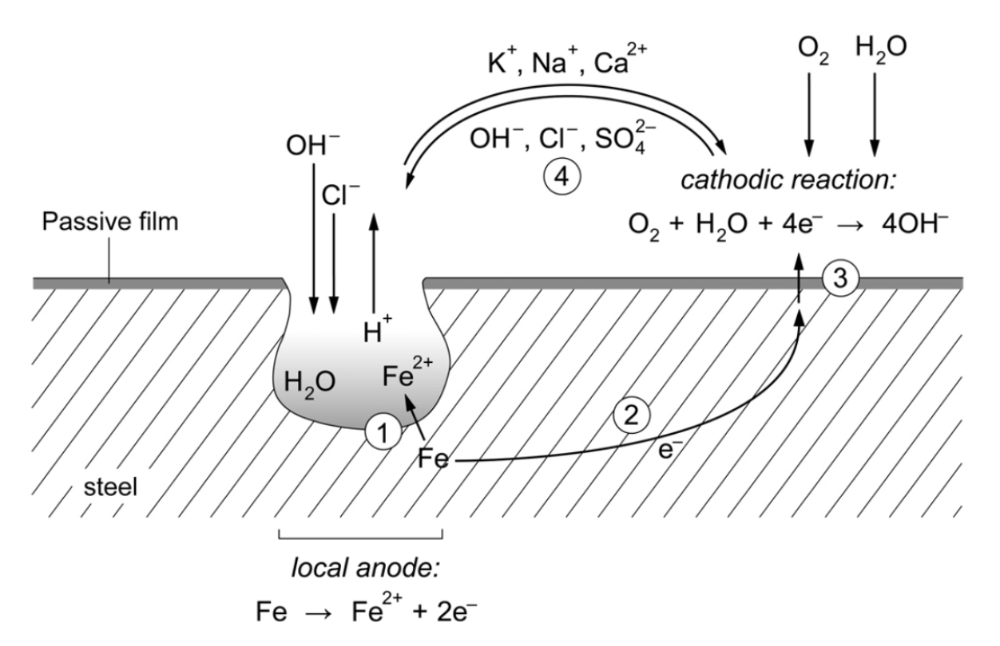 O₂ H₂O
K⁺, Na⁺, Ca²⁺
OH⁻, Cl⁻, SO₄²⁻
④
OH⁻
Cl⁻
cathodic reaction:
O₂ + H₂O + 4e⁻ → 4OH⁻
Passive film
③
H⁺
H₂O Fe²⁺
①
②
Fe
e⁻
steel
local anode:
Fe → Fe²⁺ + 2e⁻